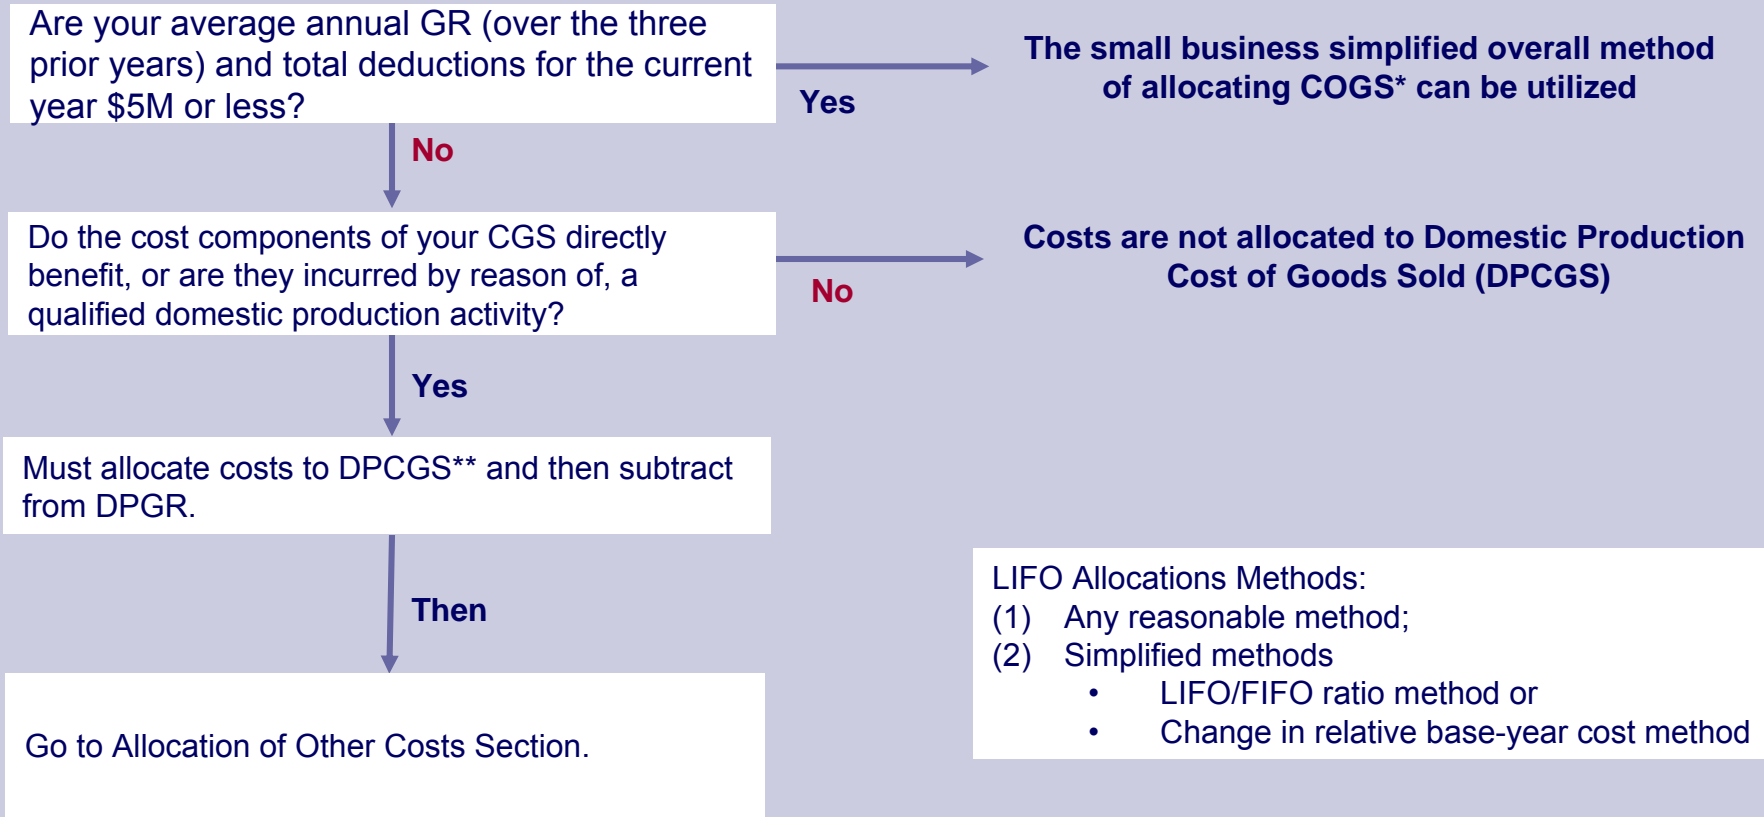 Are your average annual GR (over the three
prior years) and total deductions for the current
year $5M or less?
Yes
The small business simplified overall method
of allocating COGS* can be utilized
No
Do the cost components of your CGS directly
benefit, or are they incurred by reason of, a
qualified domestic production activity?
No
Costs are not allocated to Domestic Production
Cost of Goods Sold (DPCGS)
Yes
Must allocate costs to DPCGS** and then subtract
from DPGR.
Then
Go to Allocation of Other Costs Section.
LIFO Allocations Methods:
(1) Any reasonable method;
(2) Simplified methods
• LIFO/FIFO ratio method or
• Change in relative base-year cost method